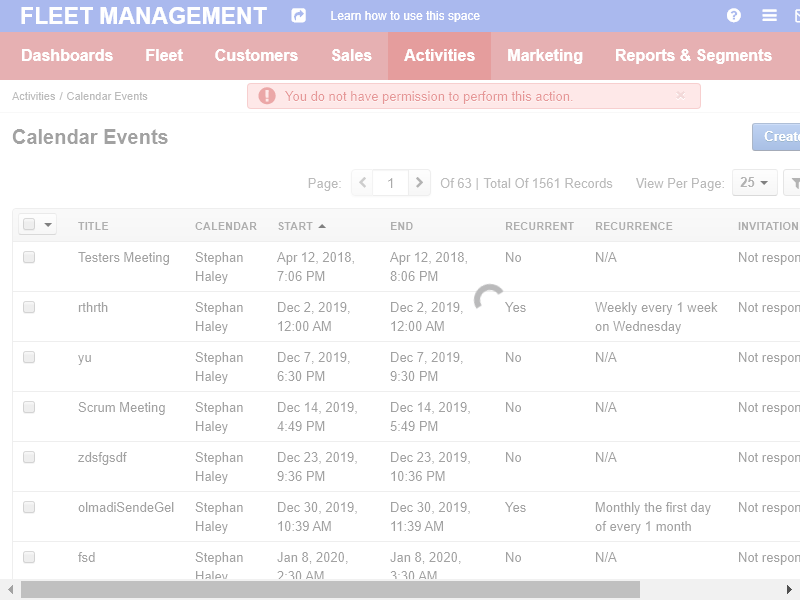 FLEET MANAGEMENT Learn how to use this space
Dashboards Fleet Customers Sales Activities Marketing Reports & Segments
Activities / Calendar Events
You do not have permission to perform this action. ×
Calendar Events
Create
Page: 1 Of 63 | Total Of 1561 Records View Per Page: 25
TITLE CALENDAR START END RECURRENT RECURRENCE INVITATION
Testers Meeting Stephan Apr 12, 2018, Apr 12, 2018, No N/A Not respon
Haley 7:06 PM 8:06 PM
rthrth Stephan Dec 2, 2019, Dec 2, 2019, Yes Weekly every 1 week Not respon
Haley 12:00 AM 12:00 AM on Wednesday
yu Stephan Dec 7, 2019, Dec 7, 2019, No N/A Not respon
Haley 6:30 PM 9:30 PM
Scrum Meeting Stephan Dec 14, 2019, Dec 14, 2019, No N/A Not respon
Haley 4:49 PM 5:49 PM
zdsfgsdf Stephan Dec 23, 2019, Dec 23, 2019, No N/A Not respon
Haley 9:36 PM 10:36 PM
olmadiSendeGel Stephan Dec 30, 2019, Dec 30, 2019, Yes Monthly the first day Not respon
Haley 10:39 AM 11:39 AM of every 1 month
fsd Stephan Jan 8, 2020, Jan 8, 2020, No N/A Not respon
Haley 2:30 AM 3:30 AM